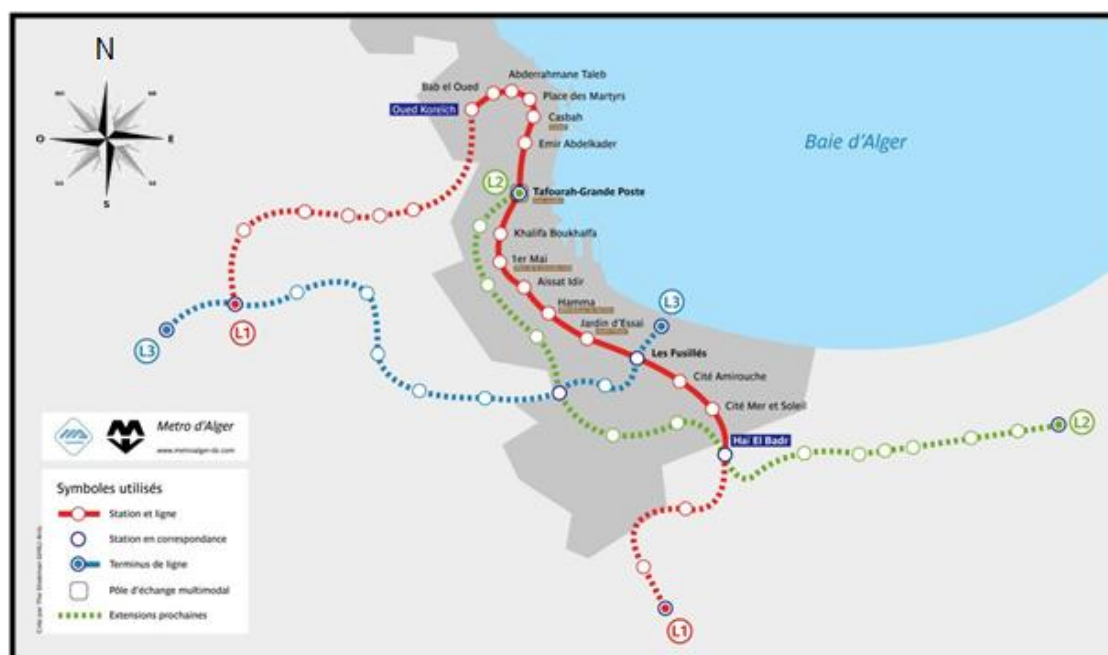 N
O
E
S
Abderrahmane Taleb
Bab el Oued
Place des Martyrs
Oued Koreich
Casbah
Emir Abdelkader
Baie d'Alger
L2
Tafourah-Grande Poste
Khalifa Boukhalfa
1er Mai
Aissat Idir
Hamma
L3
Jardin d'Essai
L1
L3
Les Fusillés
Cité Amirouche
Cité Mer et Soleil
L2
Haï El Badr
Metro d'Alger
www.metroalger-dz.com
Symboles utilisés
Station et ligne
Station en correspondance
Terminus de ligne
Pôle d'échange multimodal
Extensions prochaines
L1